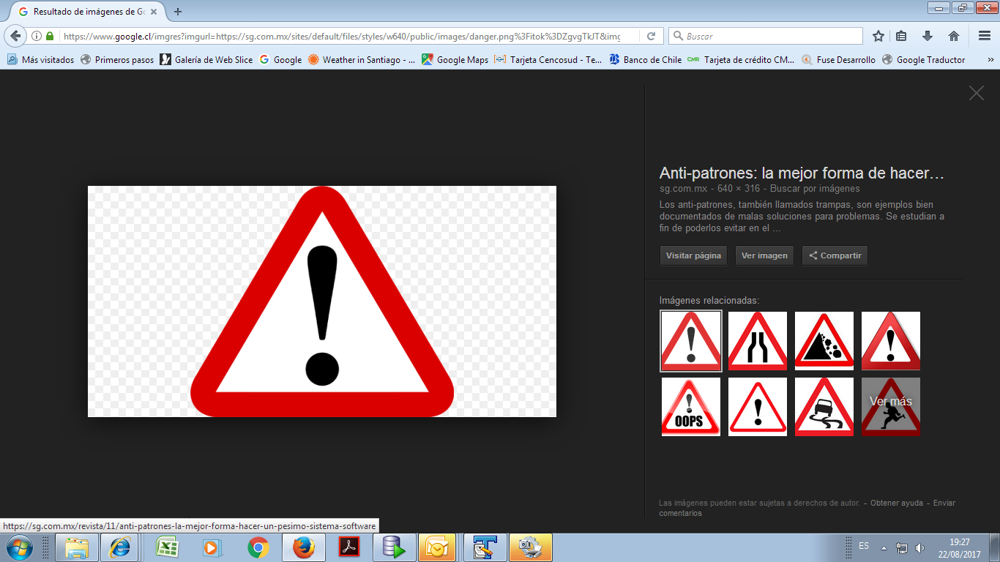 Resultado de imágenes de Go
https://www.google.cl/imgres?imgurl=https://sg.com.mx/sites/default/files/styles/w640/public/images/danger.png%3Fitok%3DZgvgTkJT&img
Buscar
Más visitados
Primeros pasos
Galería de Web Slice
Google
Weather in Santiago - ...
Google Maps
Tarjeta Cencosud - Te...
Banco de Chile
CMR
Tarjeta de crédito CM...
Fuse Desarrollo
Google Traductor
Anti-patrones: la mejor forma de hacer…
sg.com.mx - 640 × 316 - Buscar por imágenes
Los anti-patrones, también llamados trampas, son ejemplos bien
documentados de malas soluciones para problemas. Se estudian a
fin de poderlos evitar en el ...
Visitar página
Ver imagen
Compartir
Imágenes relacionadas:
OOPS
Ver más
Las imágenes pueden estar sujetas a derechos de autor. - Obtener ayuda - Enviar
comentarios
https://sg.com.mx/revista/11/anti-patrones-la-mejor-forma-hacer-un-pesimo-sistema-software
ES
19:27
22/08/2017